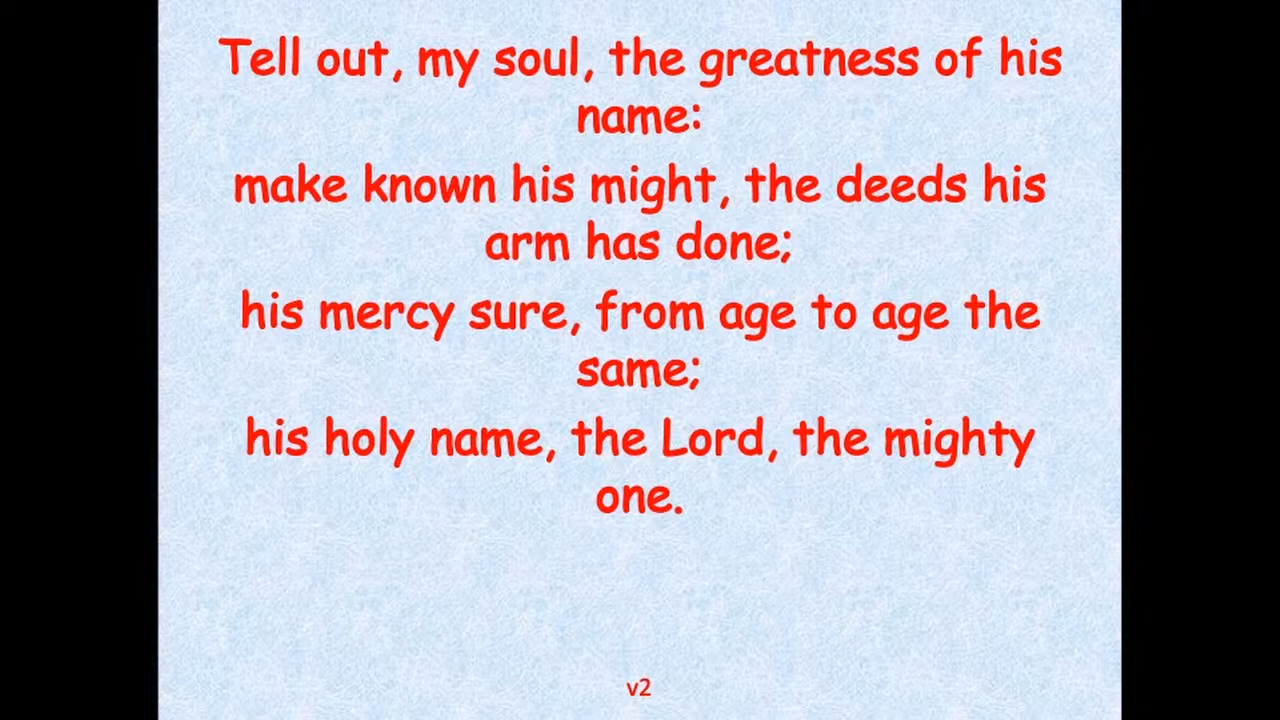 Tell out, my soul, the greatness of his
name:
make known his might, the deeds his
arm has done;
his mercy sure, from age to age the
same;
his holy name, the Lord, the mighty
one.
v2